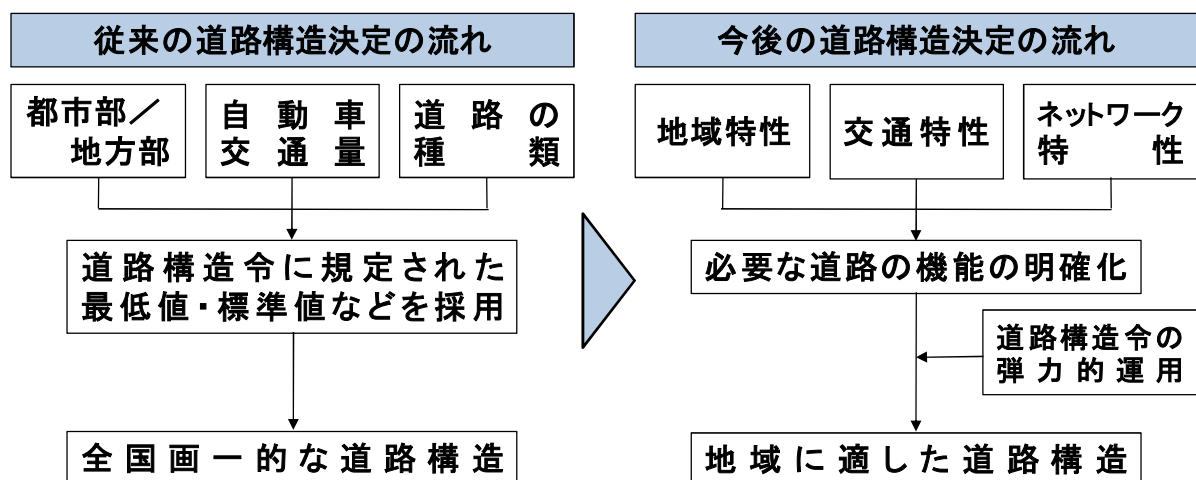 従来の道路構造決定の流れ
都市部／
地方部
自動車
交通量
道路の
種類
道路構造令に規定された
最低値・標準値などを採用
全国画一的な道路構造
今後の道路構造決定の流れ
地域特性
交通特性
ネットワーク
特性
必要な道路の機能の明確化
道路構造令の
弾力的運用
地域に適した道路構造